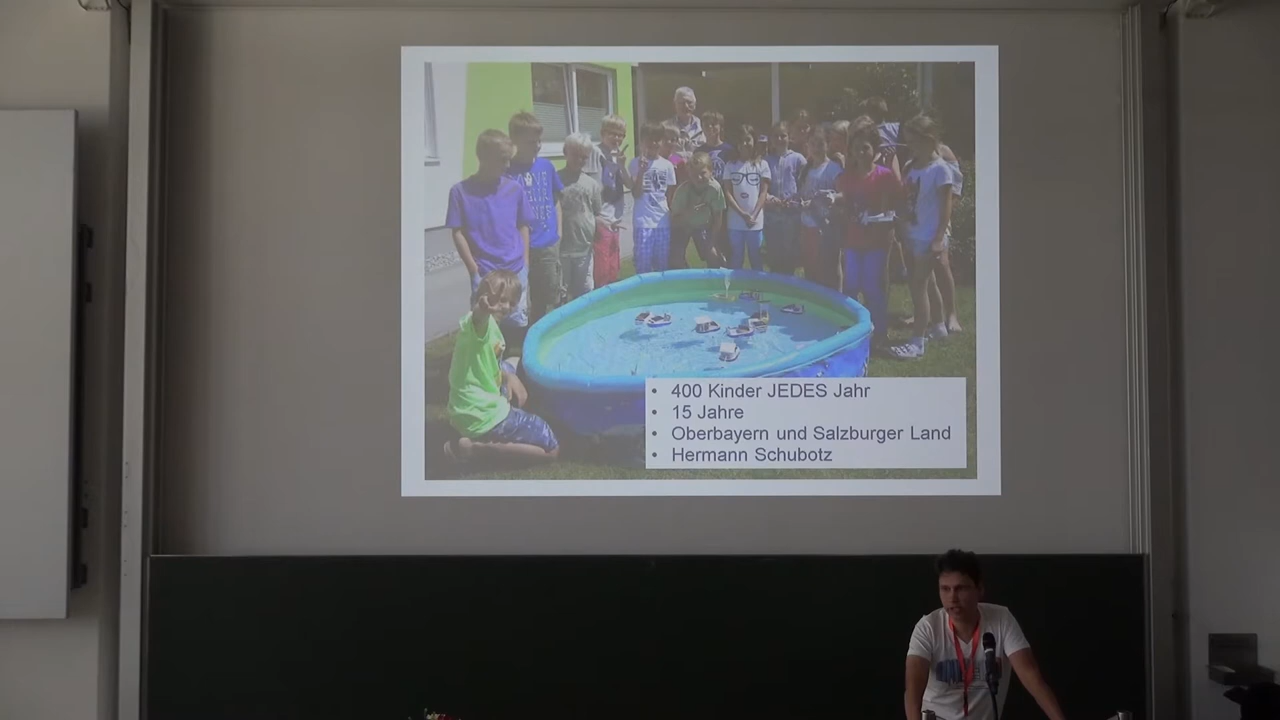 • 400 Kinder JEDES Jahr
• 15 Jahre
• Oberbayern und Salzburger Land
• Hermann Schubotz